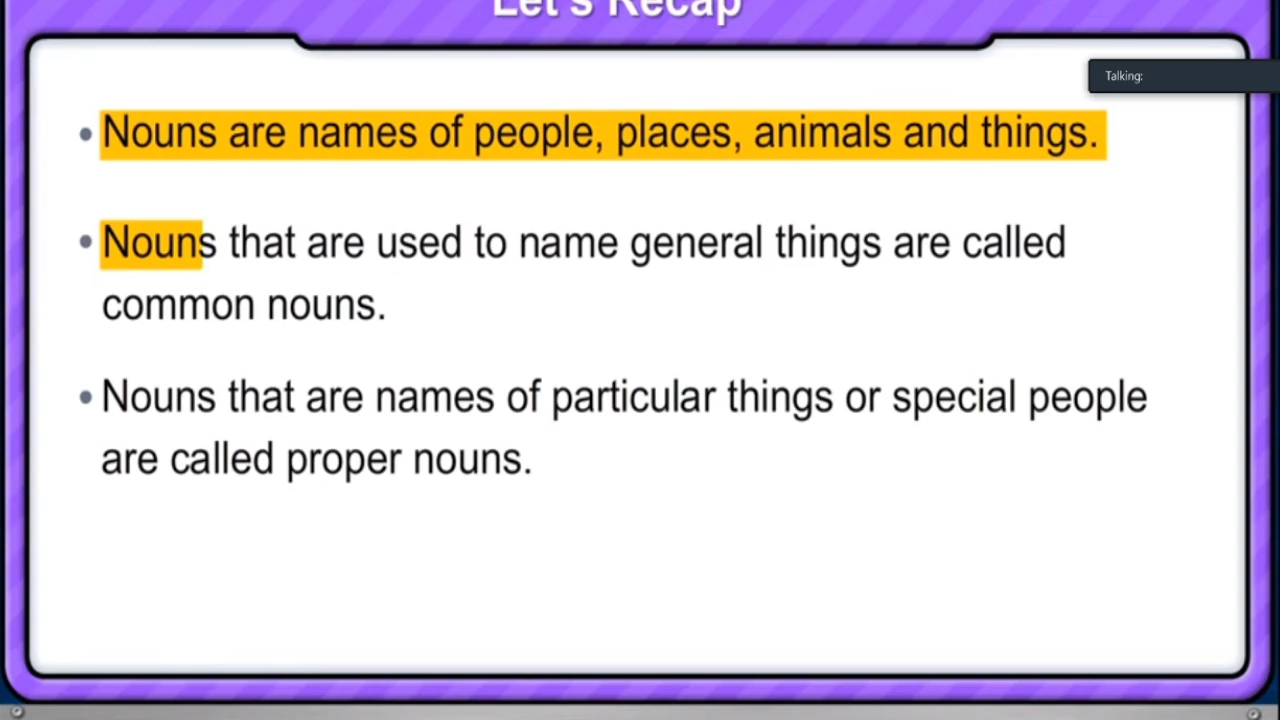 Let's Recap
Talking:
• Nouns are names of people, places, animals and things.
• Nouns that are used to name general things are called
common nouns.
• Nouns that are names of particular things or special people
are called proper nouns.